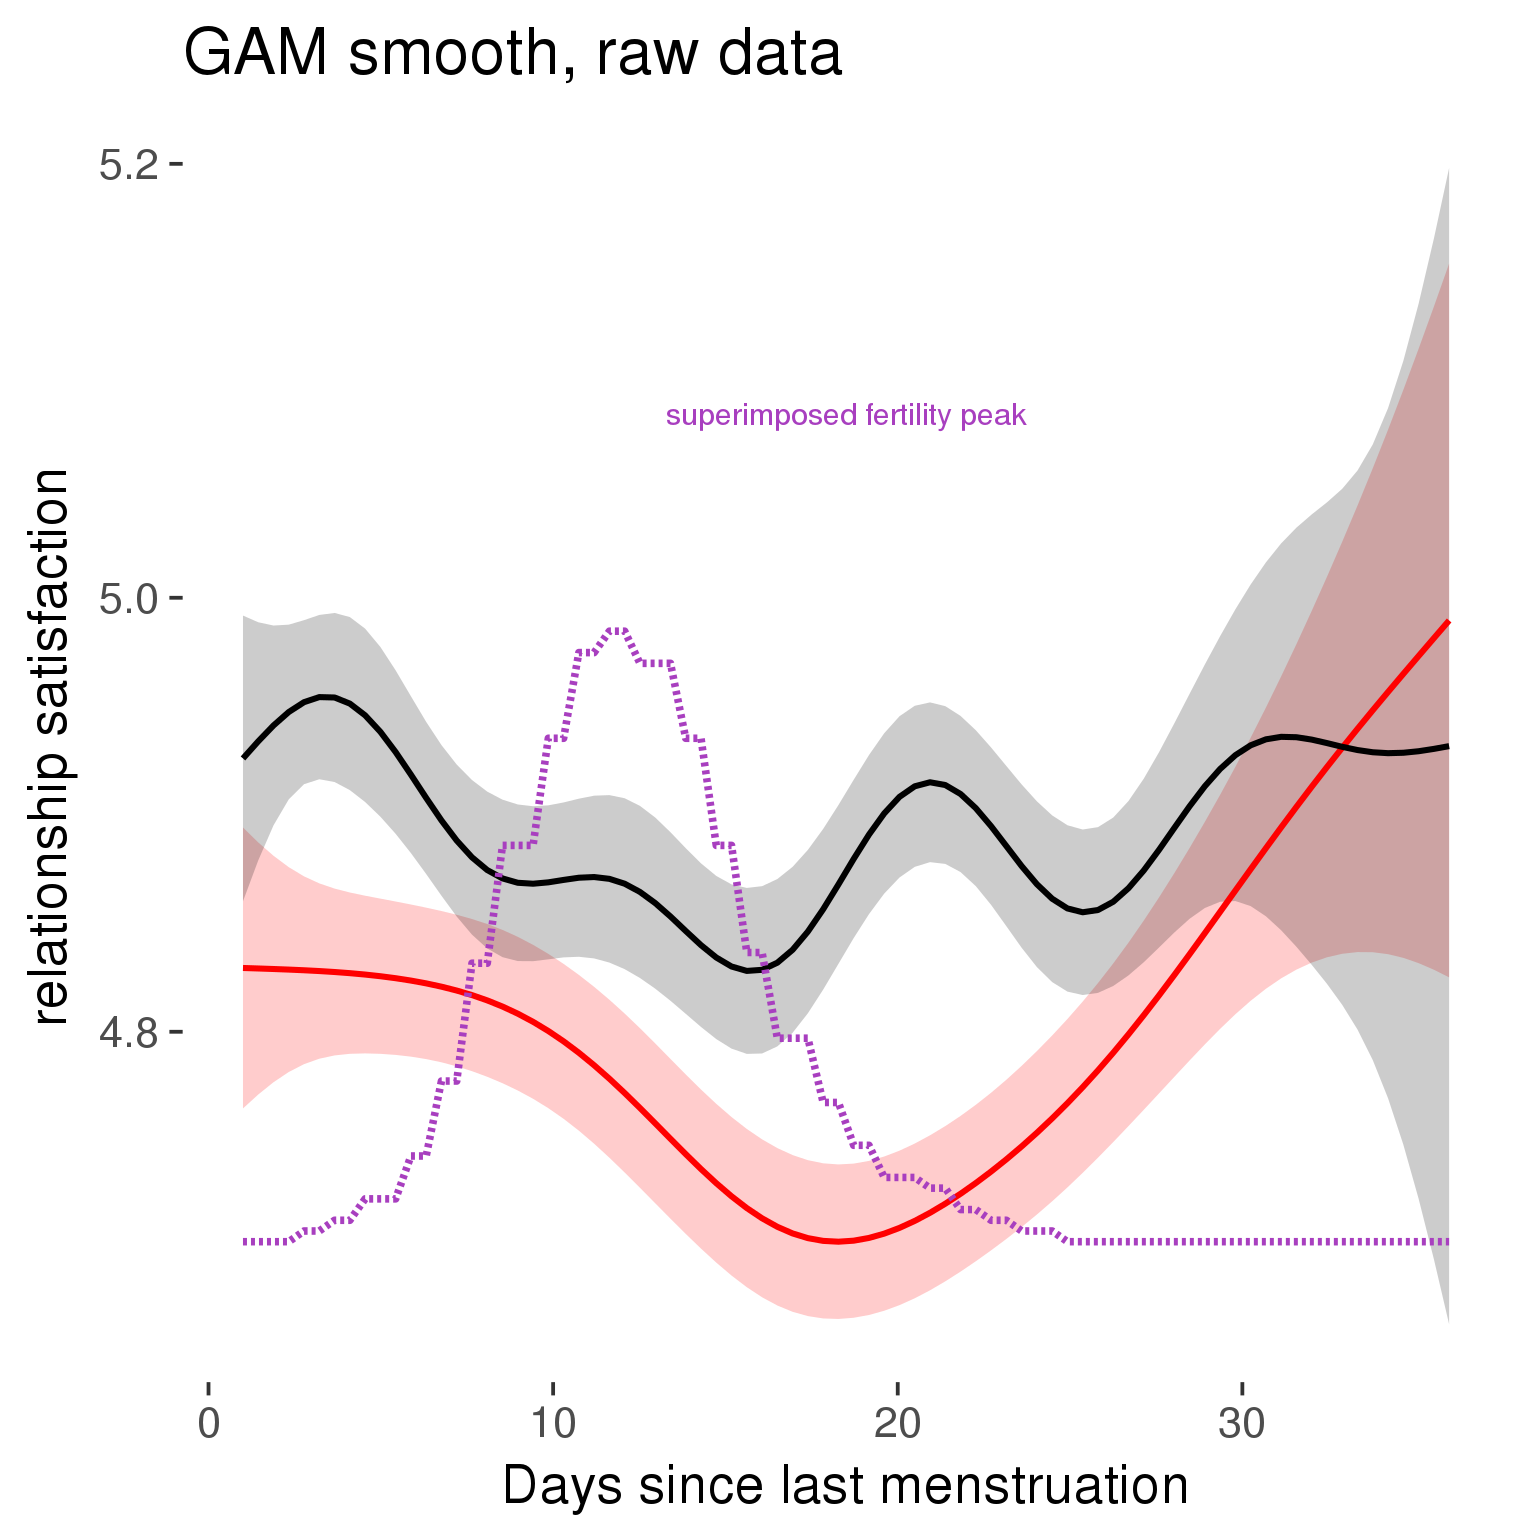 GAM smooth, raw data
5.2
superimposed fertility peak
5.0
relationship satisfaction
4.8
0 10 20 30
Days since last menstruation